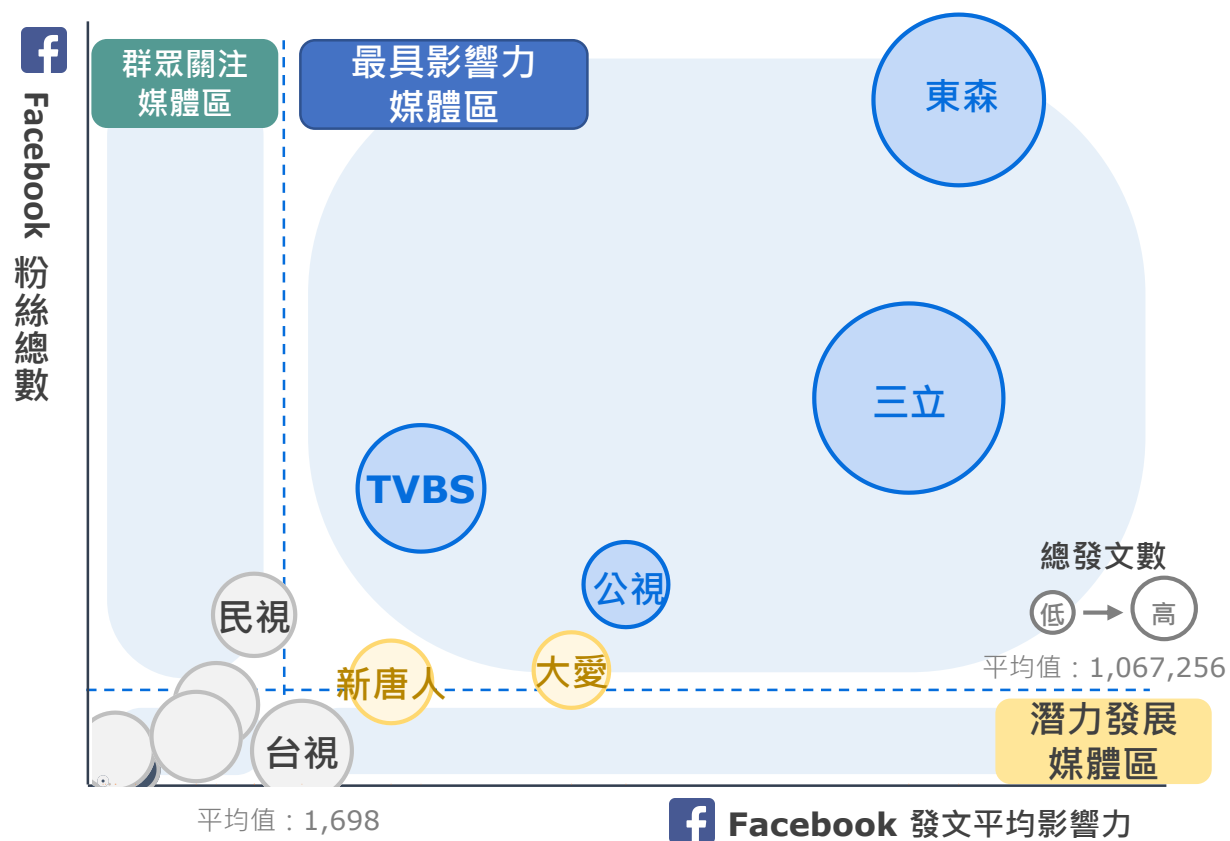 群眾關注
媒體區
最具影響力
媒體區
東森
Facebook 粉絲總數
三立
TVBS
公視
總發文數
低
高
平均值：1,067,256
民視
新唐人
大愛
台視
潛力發展
媒體區
平均值：1,698
Facebook 發文平均影響力